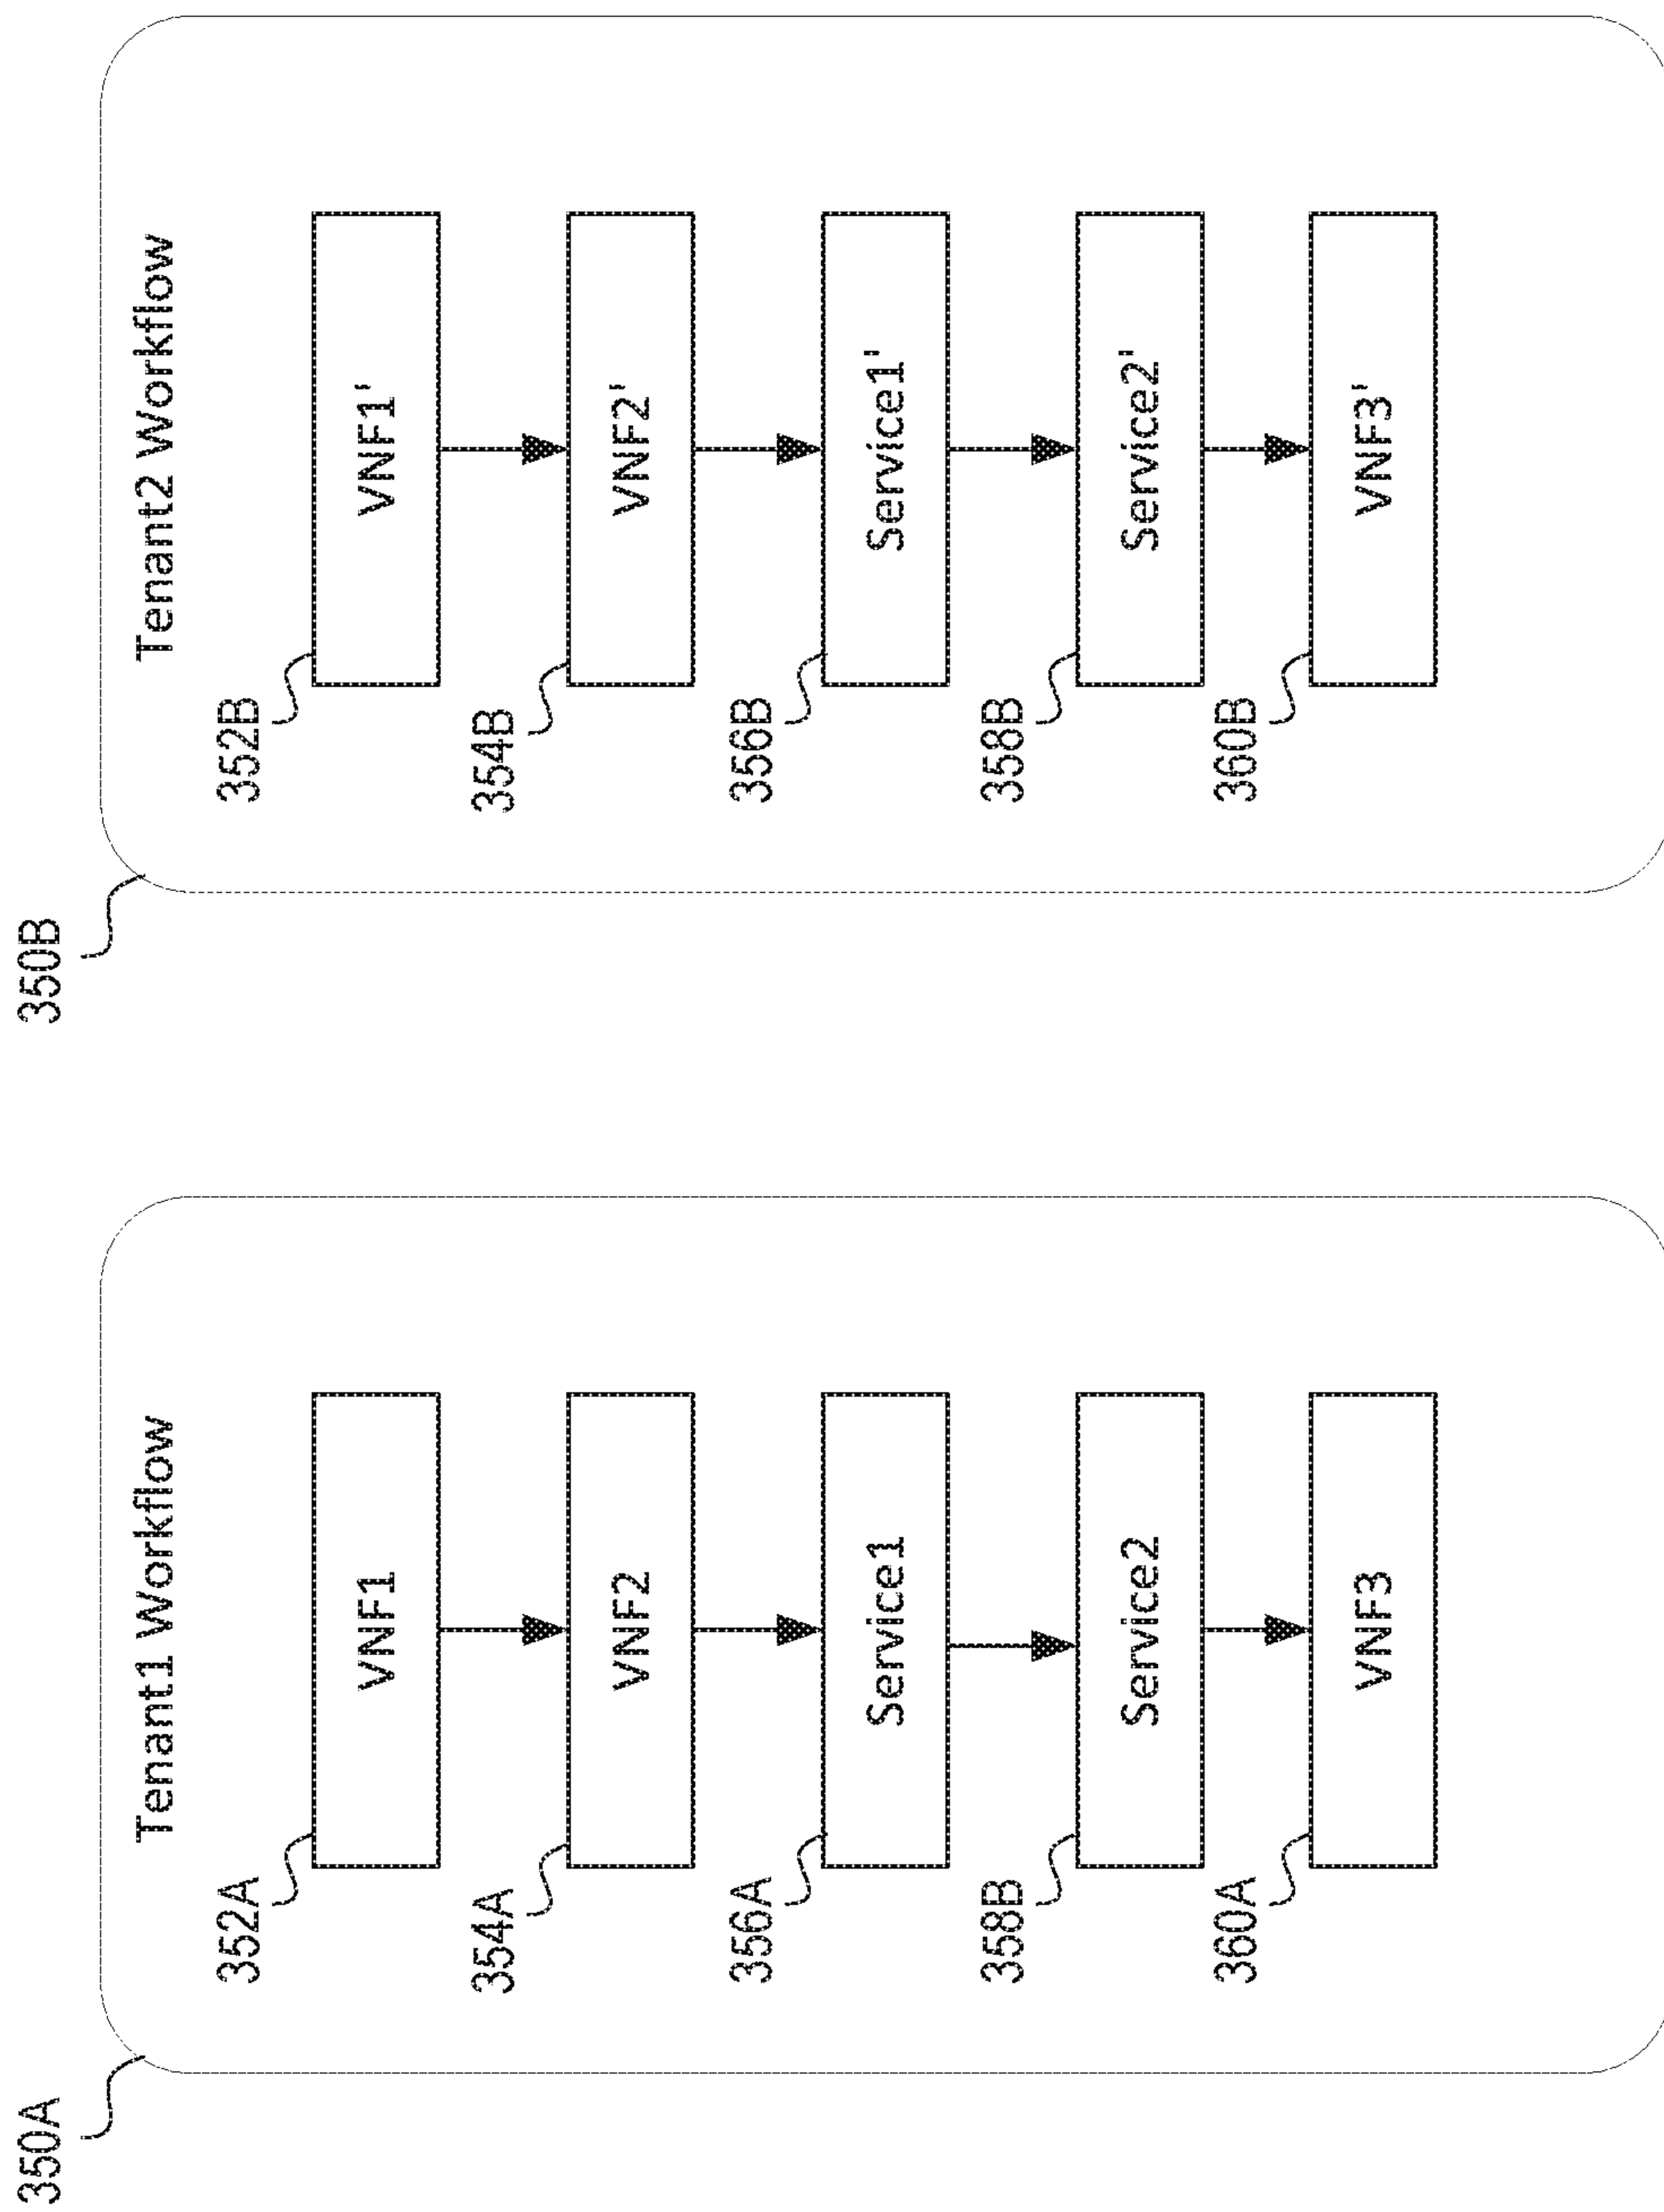 350A
Tenant1 Workflow
352A
VNF1
354A
VNF2
356A
Service1
358B
Service2
360A
VNF3
350B
Tenant2 Workflow
352B
VNF1'
354B
VNF2'
356B
Service1'
358B
Service2'
360B
VNF3'